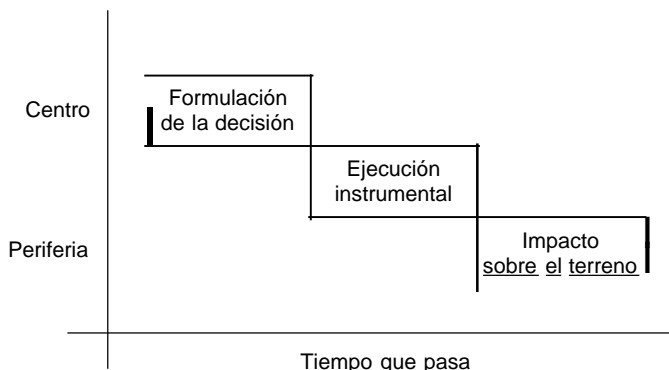 Centro
Formulación
de la decisión
Ejecución
instrumental
Periferia
Impacto
sobre el terreno
Tiempo que pasa